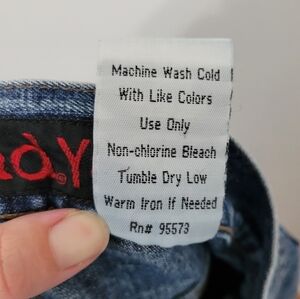 Machine Wash Cold
With Like Colors
Use Only
Non-chlorine Bleach
Tumble Dry Low
Warm Iron If Needed
Rn# 95573